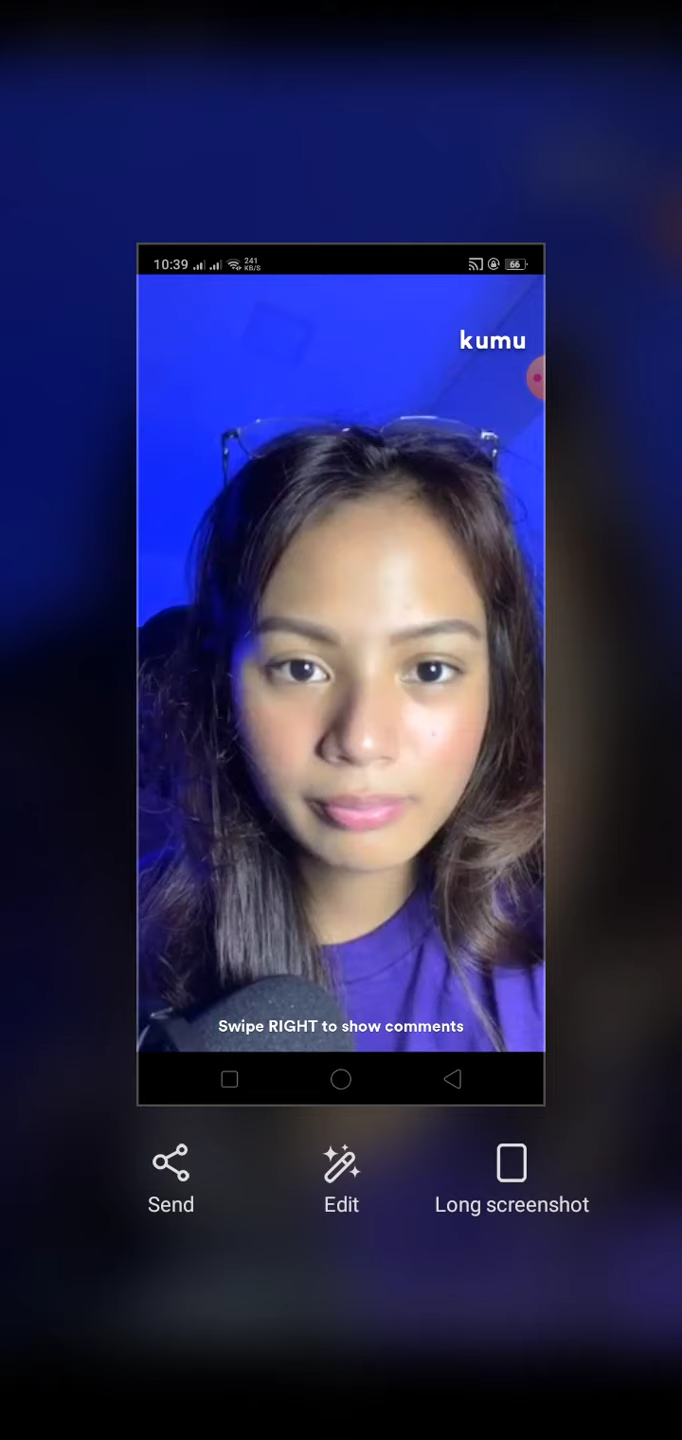 10:39
241
KB/S
66
kumu
Swipe RIGHT to show comments
Send
Edit
Long screenshot